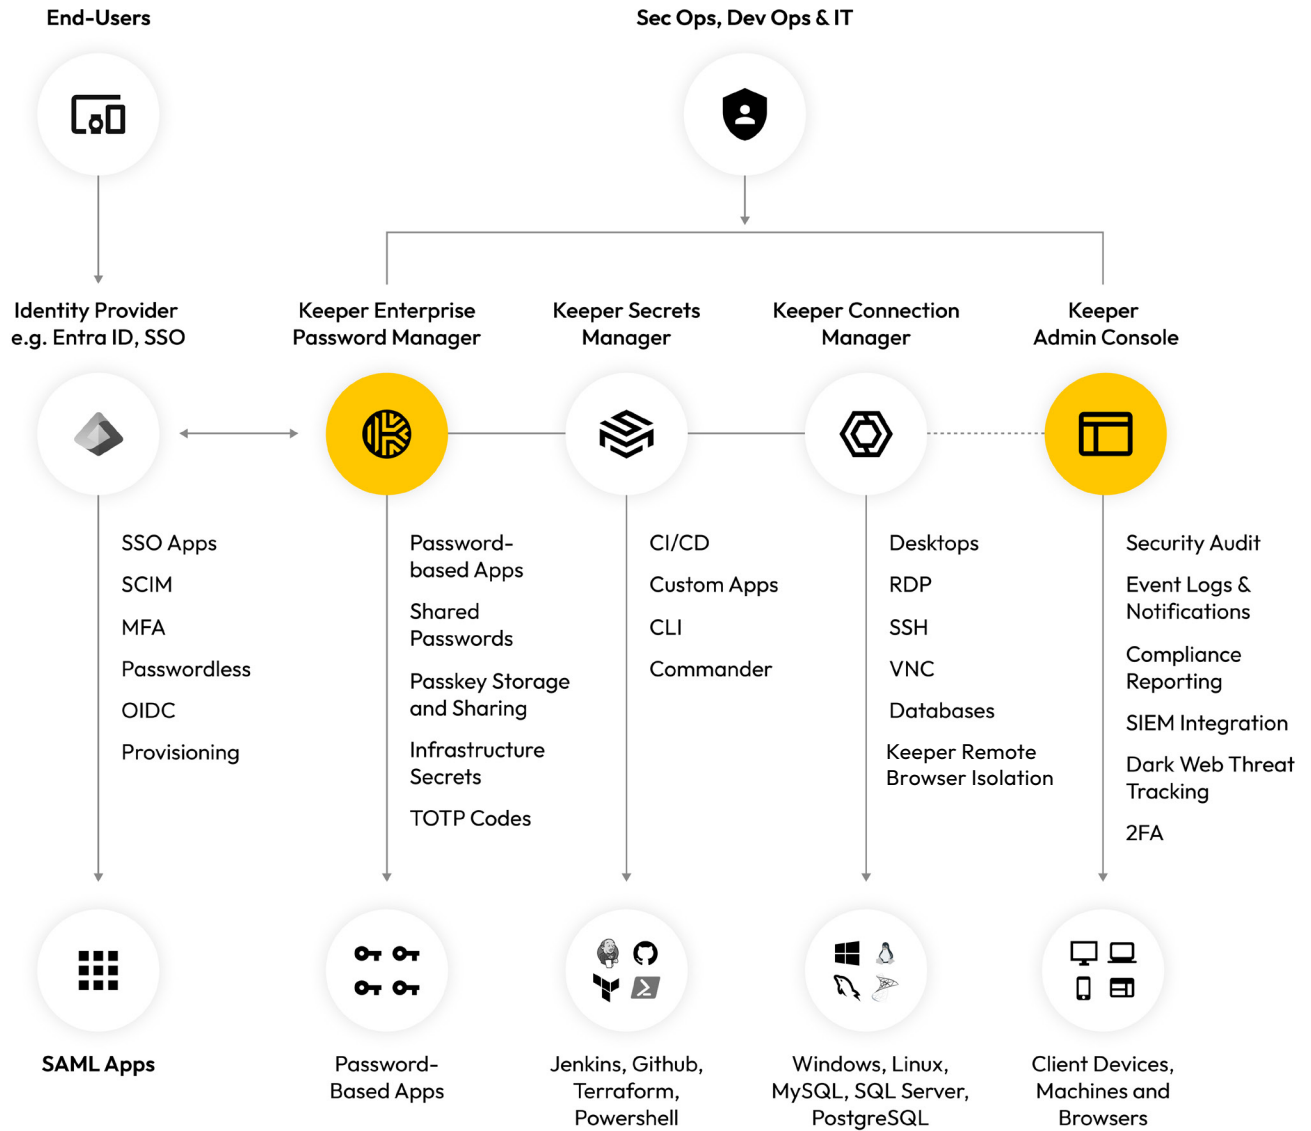 End-Users
Sec Ops, Dev Ops & IT
Identity Provider
e.g. Entra ID, SSO
Keeper Enterprise
Password Manager
Keeper Secrets
Manager
Keeper Connection
Manager
Keeper
Admin Console
SSO Apps
SCIM
MFA
Passwordless
OIDC
Provisioning
Password-
based Apps
Shared
Passwords
Passkey Storage
and Sharing
Infrastructure
Secrets
TOTP Codes
CI/CD
Custom Apps
CLI
Commander
Desktops
RDP
SSH
VNC
Databases
Keeper Remote
Browser Isolation
Security Audit
Event Logs &
Notifications
Compliance
Reporting
SIEM Integration
Dark Web Threat
Tracking
2FA
SAML Apps
Password-
Based Apps
Jenkins, Github,
Terraform,
Powershell
Windows, Linux,
MySQL, SQL Server,
PostgreSQL
Client Devices,
Machines and
Browsers